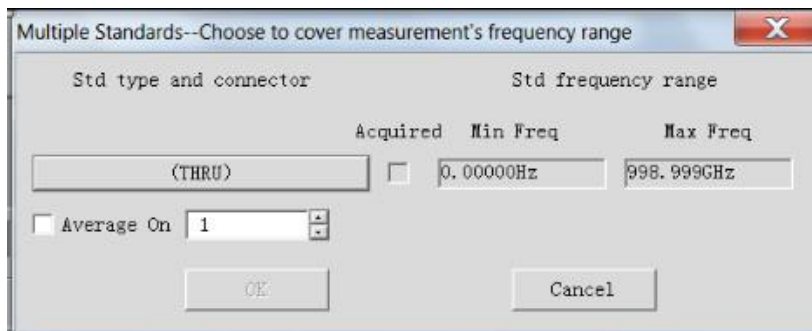 Multiple Standards--Choose to cover measurement's frequency range
Std type and connector Std frequency range
Acquired Min Freq Max Freq
(THRU) 0.00000Hz 998.999GHz
Average On 1
OK Cancel